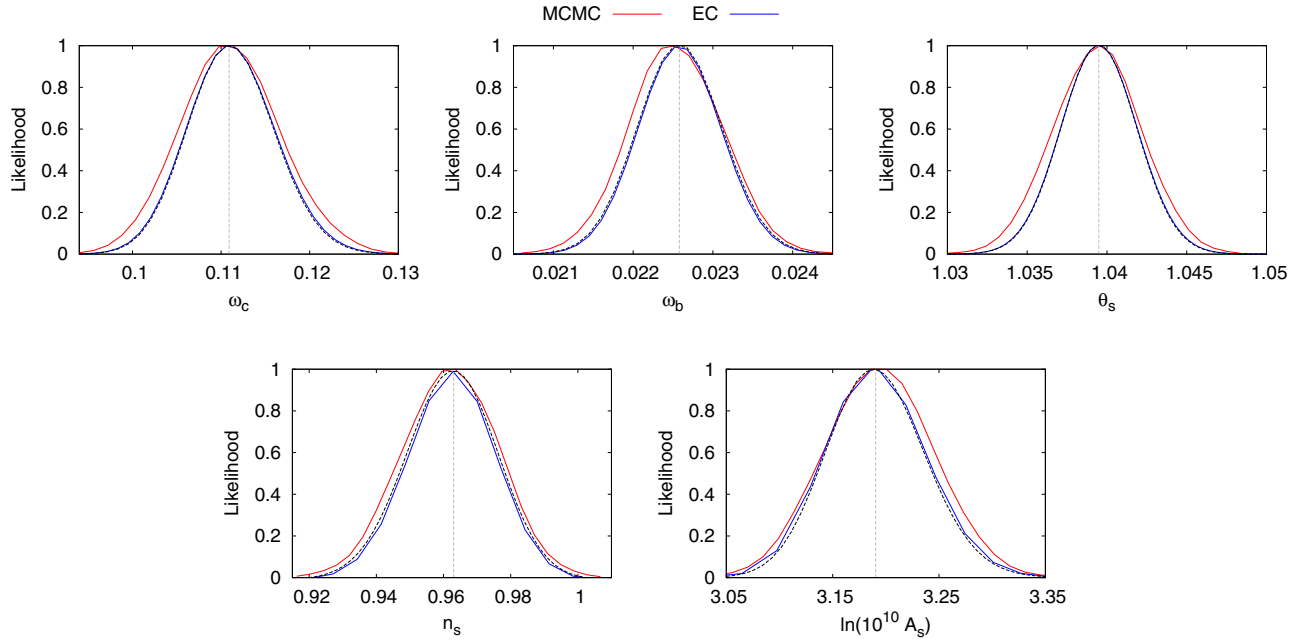 MCMC EC
1 1 1
0.8 0.8 0.8
0.6 0.6 0.6
0.4 0.4 0.4
0.2 0.2 0.2
0 0 0
Likelihood Likelihood Likelihood
0.1 0.11 0.12 0.13 0.021 0.022 0.023 0.024 1.03 1.035 1.04 1.045 1.05
ω_c ω_b θ_s
1 1
0.8 0.8
0.6 0.6
0.4 0.4
0.2 0.2
0 0
Likelihood Likelihood
0.92 0.94 0.96 0.98 1 3.05 3.15 3.25 3.35
n_s ln(10^10 A_s)